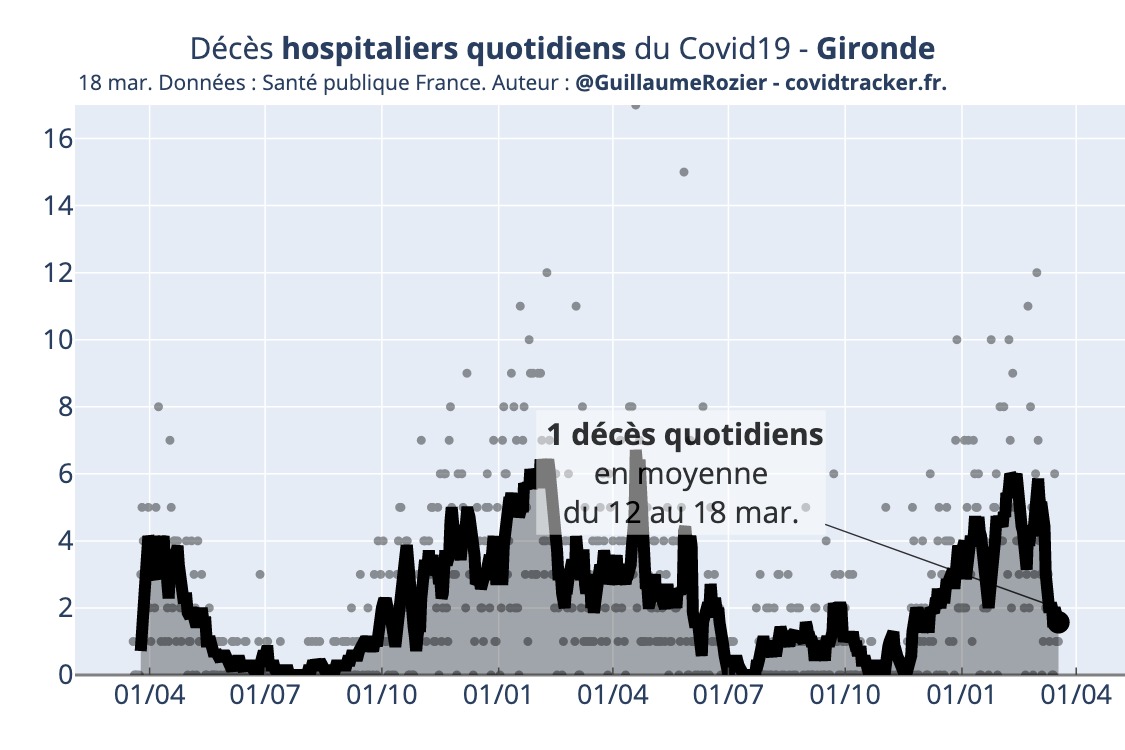 Décès hospitaliers quotidiens du Covid19 - Gironde
18 mar. Données : Santé publique France. Auteur : @GuillaumeRozier - covidtracker.fr.
16
14
12
10
8
1 décès quotidiens
6
en moyenne
du 12 au 18 mar.
4
2
0
01/04 01/07 01/10 01/01 01/04 01/07 01/10 01/01 01/04